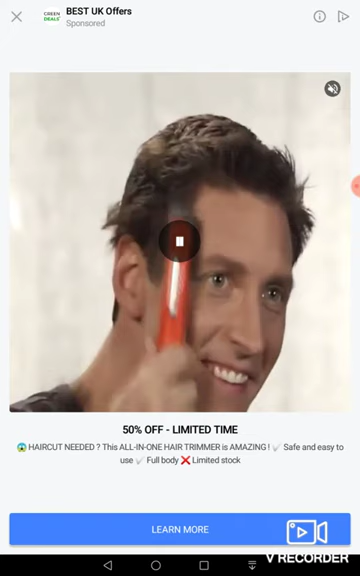 BEST UK Offers
Sponsored
GREEN
DEALS
50% OFF - LIMITED TIME
😱 HAIRCUT NEEDED ? This ALL-IN-ONE HAIR TRIMMER is AMAZING ! ✅ Safe and easy to
use ✅ Full body ❌ Limited stock
LEARN MORE
V RECORDER